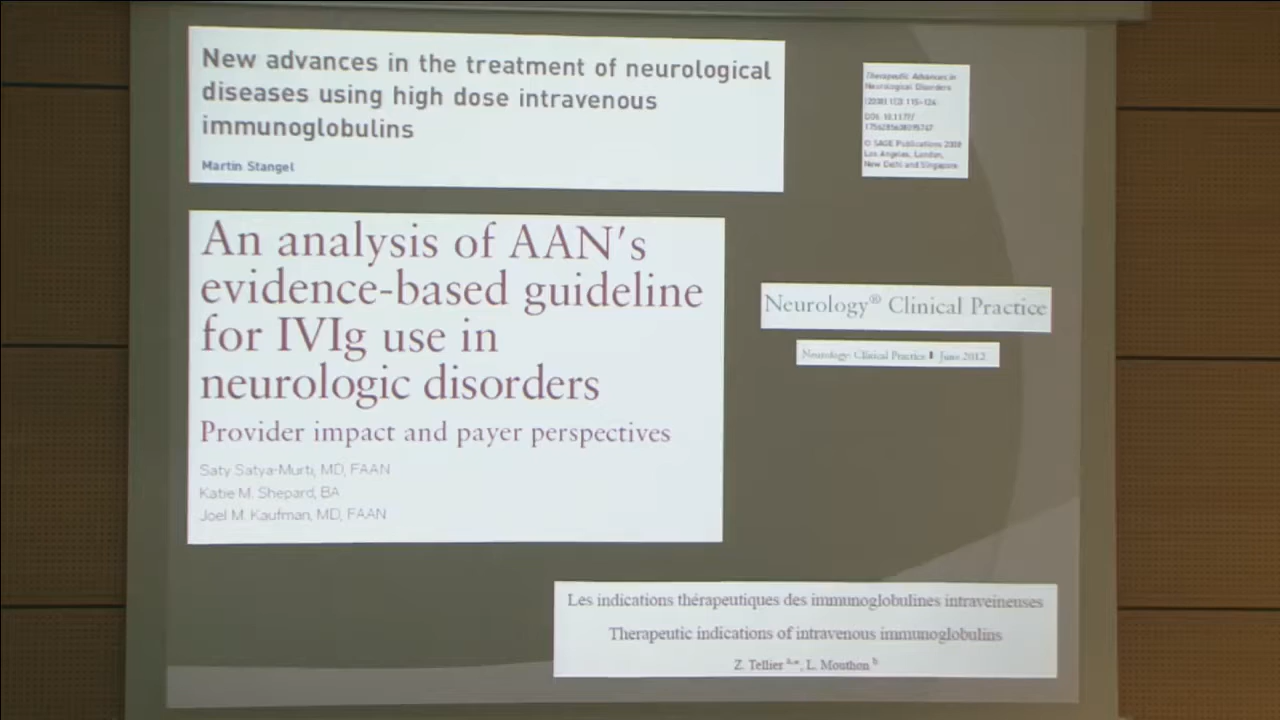 New advances in the treatment of neurological
diseases using high dose intravenous
immunoglobulins
Martin Stangel
Therapeutic Advances in
Neurological Disorders
(2008) 1(2) 115–124
DOI: 10.1177/
© SAGE Publications 2008
Los Angeles, London,
New Delhi and Singapore
An analysis of AAN's
evidence-based guideline
for IVIg use in
neurologic disorders
Provider impact and payer perspectives
Saty Satya-Murti, MD, FAAN
Katie M. Shepard, BA
Joel M. Kaufman, MD, FAAN
Neurology® Clinical Practice
Neurology: Clinical Practice June 2012
Les indications thérapeutiques des immunoglobulines intraveineuses
Therapeutic indications of intravenous immunoglobulins
Z. Tellier a,*, L. Mouthon b